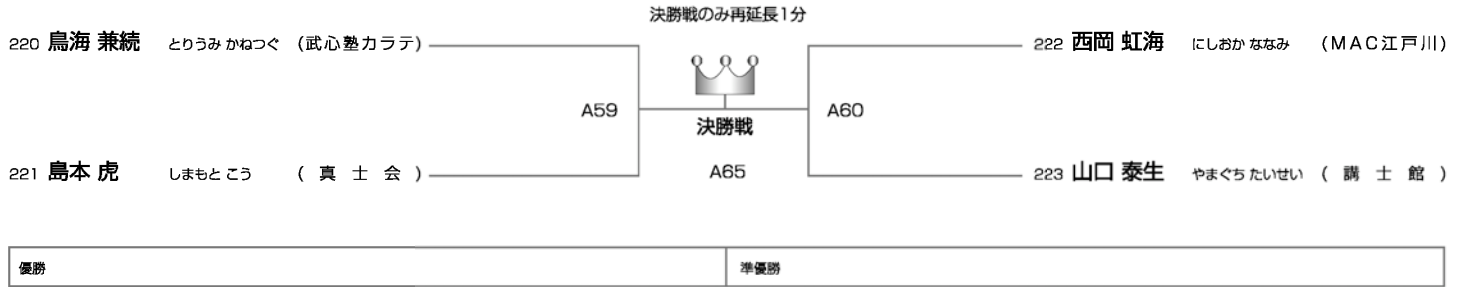 決勝戦のみ再延長1分
220 鳥海 兼続 とりうみ かねつぐ (武心塾カラテ)
222 西岡 虹海 にしおか ななみ (MAC江戸川)
A59
A60
決勝戦
221 島本 虎 しまもと こう (真士会)
A65
223 山口 泰生 やまぐち たいせい (講士館)
優勝
準優勝